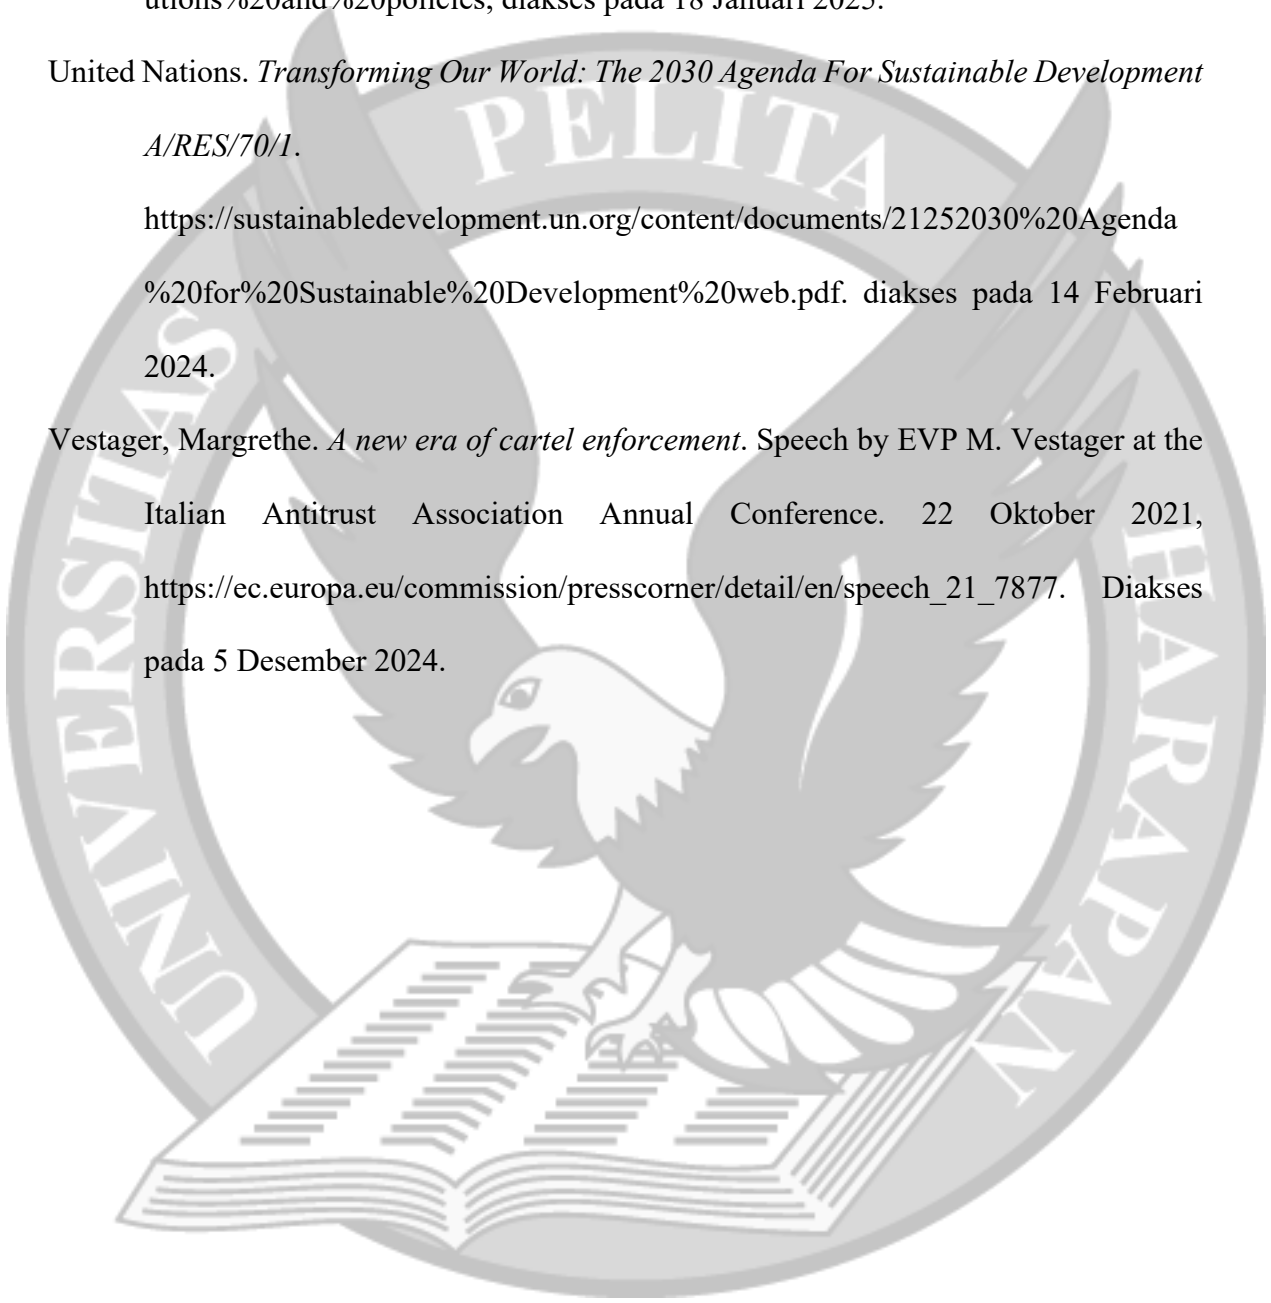 utions%20and%20policies, diakses pada 18 Januari 2025.
United Nations. Transforming Our World: The 2030 Agenda For Sustainable Development
A/RES/70/1.
https://sustainabledevelopment.un.org/content/documents/21252030%20Agenda
%20for%20Sustainable%20Development%20web.pdf. diakses pada 14 Februari
2024.
Vestager, Margrethe. A new era of cartel enforcement. Speech by EVP M. Vestager at the
Italian Antitrust Association Annual Conference. 22 Oktober 2021,
https://ec.europa.eu/commission/presscorner/detail/en/speech_21_7877. Diakses
pada 5 Desember 2024.
UNIVERSITAS PELITA HARAPAN